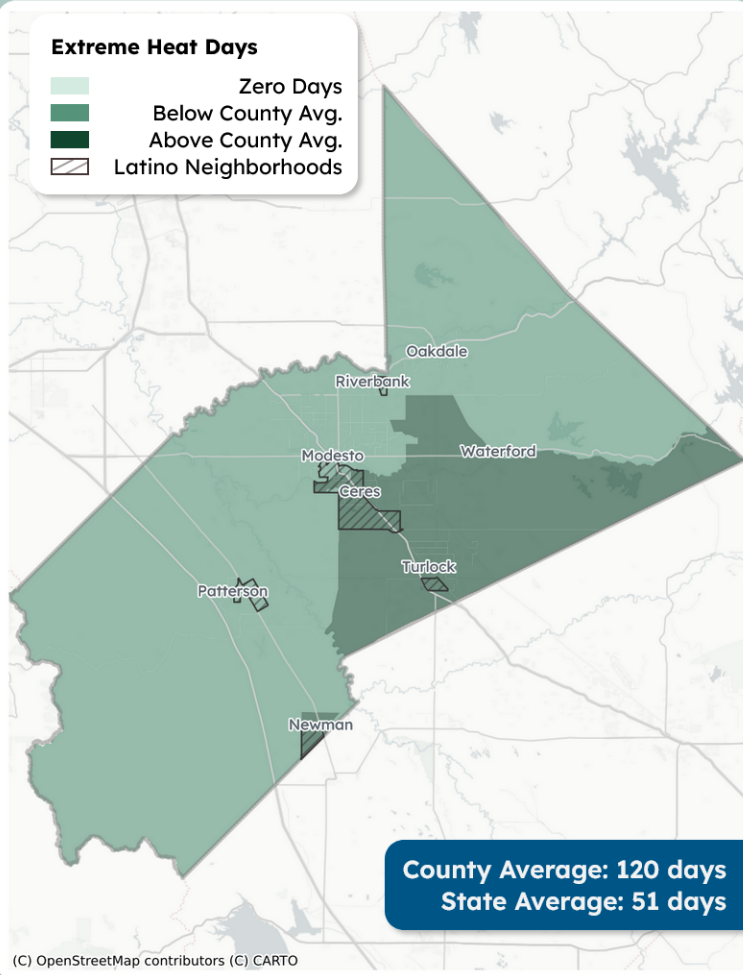 Extreme Heat Days
Zero Days
Below County Avg.
Above County Avg.
Latino Neighborhoods
Oakdale
Riverbank
Modesto
Waterford
Ceres
Turlock
Patterson
Newman
County Average: 120 days
State Average: 51 days
(C) OpenStreetMap contributors (C) CARTO